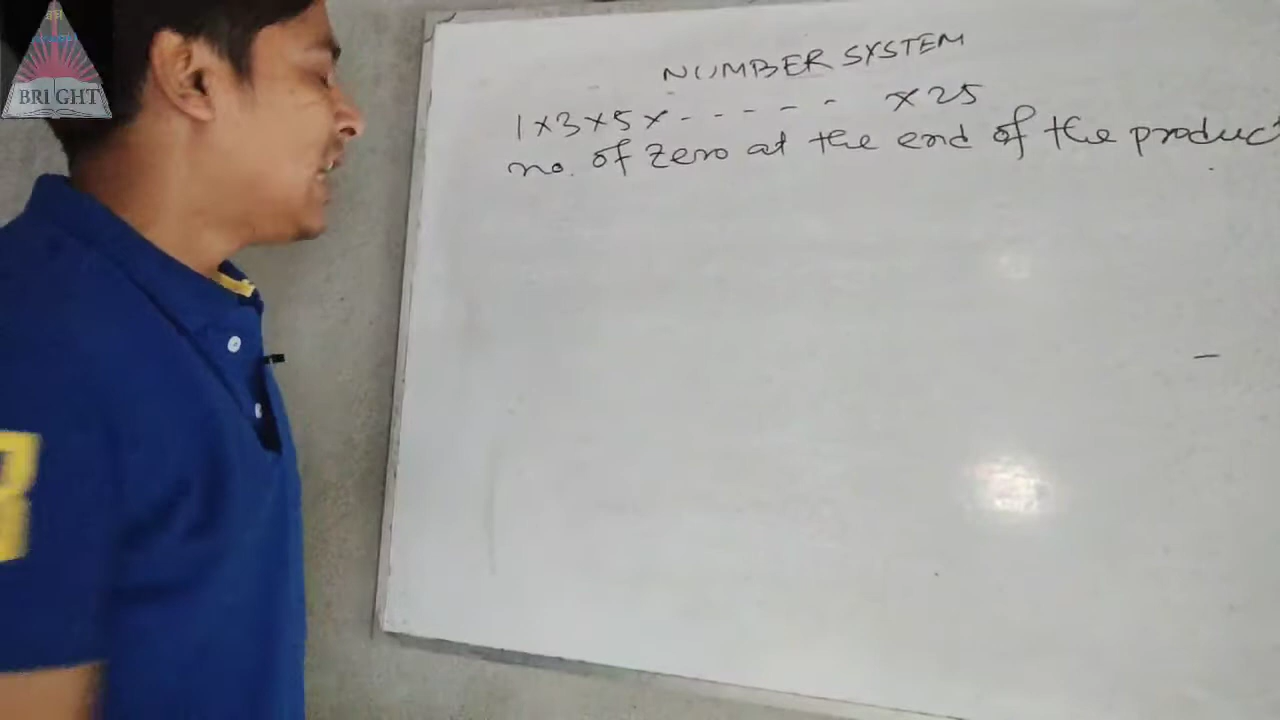 BRIGHT
NUMBER SYSTEM
1×3×5×- - - - - - ×25
no. of zero at the end of the product